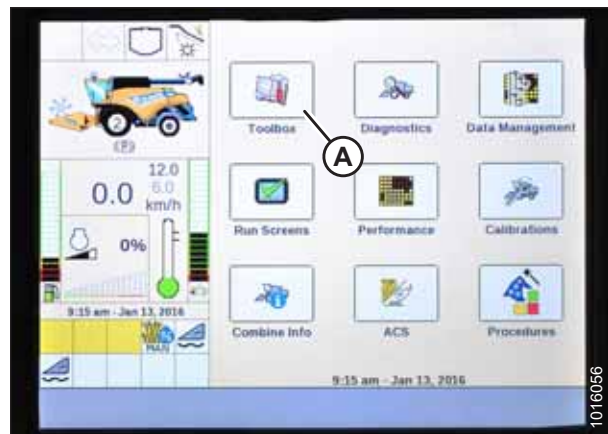 2
(P)
12.0
6.0
0.0 km/h
0%
9:15 am - Jan 13, 2016
MAN
Toolbox
Diagnostics
Data Management
A
Run Screens
Performance
Calibrations
Combine Info
ACS
Procedures
9:15 am - Jan 13, 2016
1016056